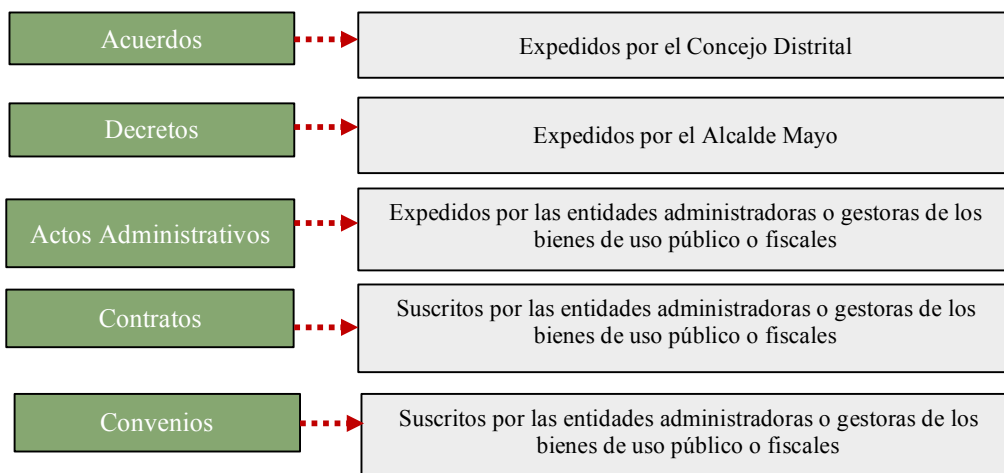 Acuerdos
Expedidos por el Concejo Distrital
Decretos
Expedidos por el Alcalde Mayo
Actos Administrativos
Expedidos por las entidades administradoras o gestoras de los
bienes de uso público o fiscales
Contratos
Suscritos por las entidades administradoras o gestoras de los
bienes de uso público o fiscales
Convenios
Suscritos por las entidades administradoras o gestoras de los
bienes de uso público o fiscales